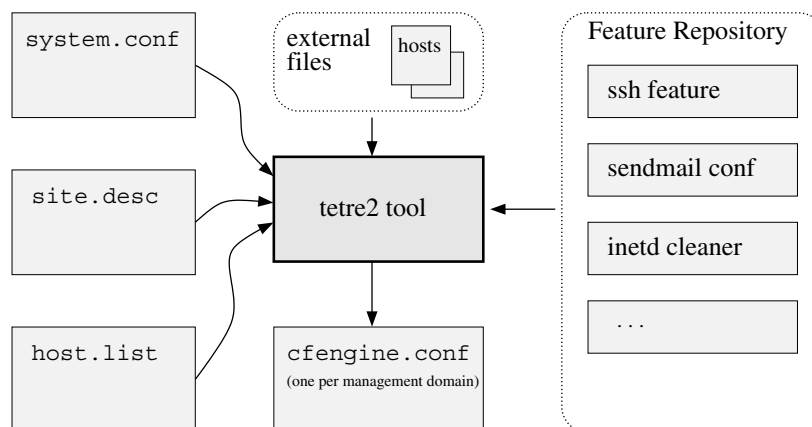 system.conf
external
files
hosts
Feature Repository
ssh feature
site.desc
tetre2 tool
sendmail conf
inetd cleaner
host.list
cfengine.conf
(one per management domain)
...